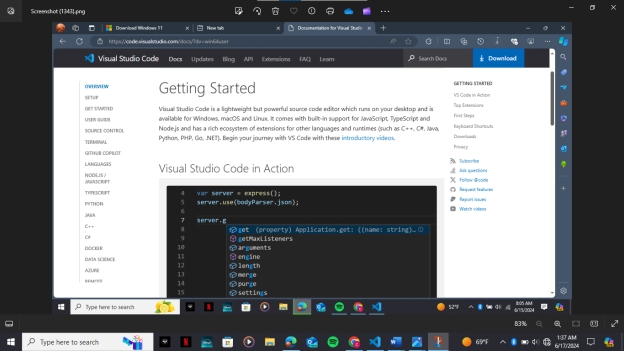 Screenshot (1343).png
Download Windows 11
New tab
Documentation for Visual Studio
https://code.visualstudio.com/docs/?dv=win64user
Visual Studio Code
Docs
Updates
Blog
API
Extensions
FAQ
Learn
Search Docs
Download
OVERVIEW
SETUP
GET STARTED
USER GUIDE
SOURCE CONTROL
TERMINAL
GITHUB COPILOT
LANGUAGES
NODE.JS /
JAVASCRIPT
TYPESCRIPT
PYTHON
JAVA
C++
C#
DOCKER
DATA SCIENCE
AZURE
REMOTE
Getting Started
Visual Studio Code is a lightweight but powerful source code editor which runs on your desktop and is
available for Windows, macOS and Linux. It comes with built-in support for JavaScript, TypeScript and
Node.js and has a rich ecosystem of extensions for other languages and runtimes (such as C++, C#, Java,
Python, PHP, Go, .NET). Begin your journey with VS Code with these introductory videos.
Visual Studio Code in Action
4 var server = express();
5 server.use(bodyParser.json);
6
7 server.g
8 get (property) Application.get: {(name: string)…
9 getMaxListeners
10 arguments
11 engine
12 length
13 merge
14 purge
15 settings
GETTING STARTED
VS Code in Action
Top Extensions
First Steps
Keyboard Shortcuts
Downloads
Privacy
Subscribe
Ask questions
Follow @code
Request features
Report issues
Watch videos
Type here to search
52°F
8:05 AM
6/15/2024
83%
Type here to search
69°F
1:37 AM
6/17/2024